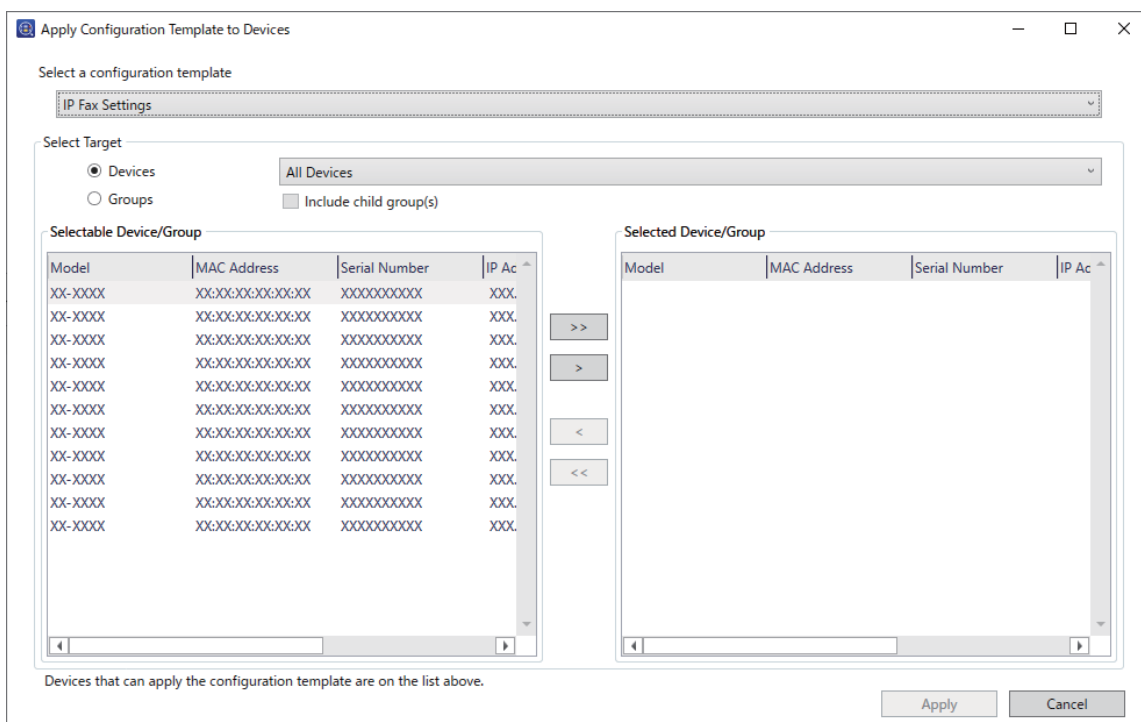 Apply Configuration Template to Devices
Select a configuration template
IP Fax Settings
Select Target
Devices
All Devices
Groups
Include child group(s)
Selectable Device/Group
Model MAC Address Serial Number IP Ac
XX-XXXX XX:XX:XX:XX:XX:XX XXXXXXXXXX XXX.
XX-XXXX XX:XX:XX:XX:XX:XX XXXXXXXXXX XXX.
XX-XXXX XX:XX:XX:XX:XX:XX XXXXXXXXXX XXX.
XX-XXXX XX:XX:XX:XX:XX:XX XXXXXXXXXX XXX.
XX-XXXX XX:XX:XX:XX:XX:XX XXXXXXXXXX XXX.
XX-XXXX XX:XX:XX:XX:XX:XX XXXXXXXXXX XXX.
XX-XXXX XX:XX:XX:XX:XX:XX XXXXXXXXXX XXX.
XX-XXXX XX:XX:XX:XX:XX:XX XXXXXXXXXX XXX.
XX-XXXX XX:XX:XX:XX:XX:XX XXXXXXXXXX XXX.
XX-XXXX XX:XX:XX:XX:XX:XX XXXXXXXXXX XXX.
XX-XXXX XX:XX:XX:XX:XX:XX XXXXXXXXXX XXX.
>>
>
<
<<
Selected Device/Group
Model MAC Address Serial Number IP Ac
Devices that can apply the configuration template are on the list above.
Apply
Cancel